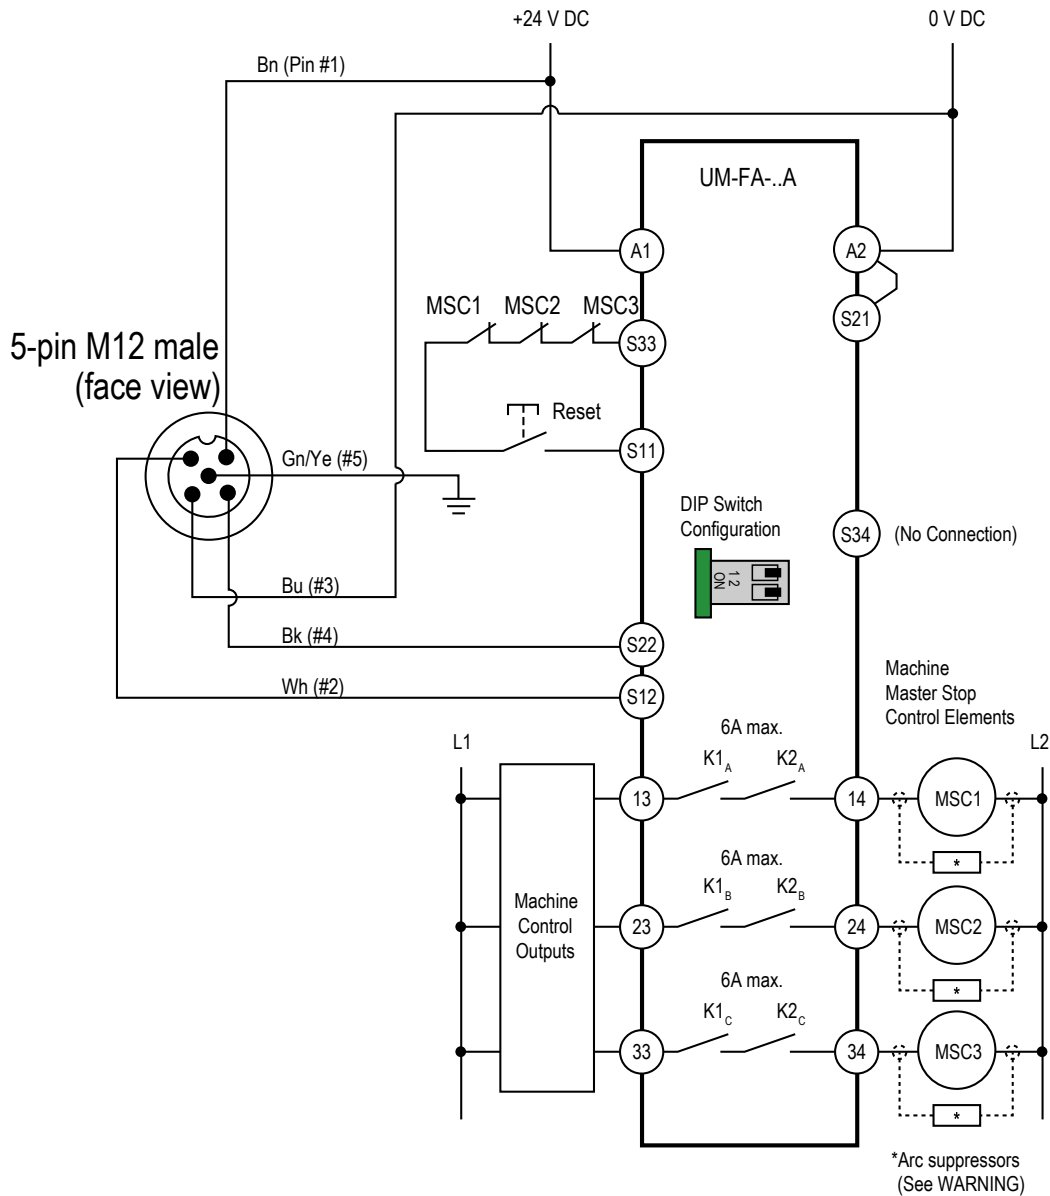 +24 V DC
0 V DC
Bn (Pin #1)
UM-FA-..A
A1
A2
MSC1 MSC2 MSC3
S21
5-pin M12 male
(face view)
S33
Reset
Gn/Ye (#5)
S11
DIP Switch
Configuration
S34 (No Connection)
1 2
ON
Bu (#3)
Bk (#4)
S22
Wh (#2)
S12
Machine
Master Stop
Control Elements
L1
L2
6A max.
K1A K2A
13
14
MSC1
*
6A max.
K1B K2B
Machine
Control
Outputs
23
24
MSC2
*
6A max.
K1C K2C
33
34
MSC3
*
*Arc suppressors
(See WARNING)